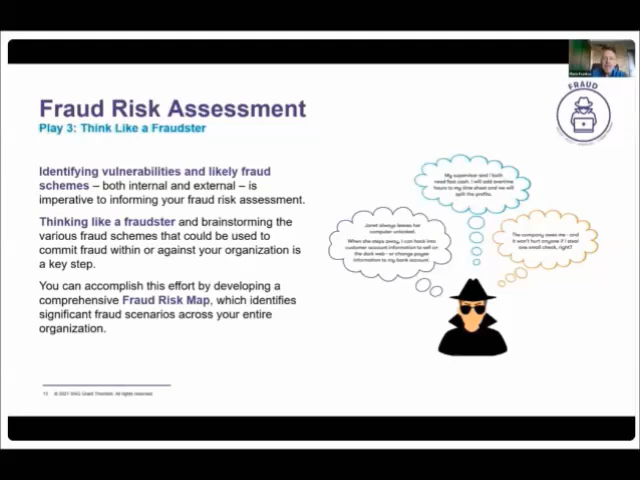 FRAUD
Fraud Risk Assessment
Play 3: Think Like a Fraudster
Identifying vulnerabilities and likely fraud
schemes – both internal and external – is
imperative to informing your fraud risk assessment.
Thinking like a fraudster and brainstorming the
various fraud schemes that could be used to
commit fraud within or against your organization is
a key step.
You can accomplish this effort by developing a
comprehensive Fraud Risk Map, which identifies
significant fraud scenarios across your entire
organization.
My supervisor and I both
need fast cash. I will add overtime
hours to my time sheet and we will
split the profits.
Janet always leaves her
computer unlocked.
When she steps away, I can hack into
customer account information to sell on
the dark web - or change payee
information to my bank account.
The company owes me - and
it won't hurt anyone if I steal
one small check, right?
13 © 2021 Grant Thornton. All rights reserved.